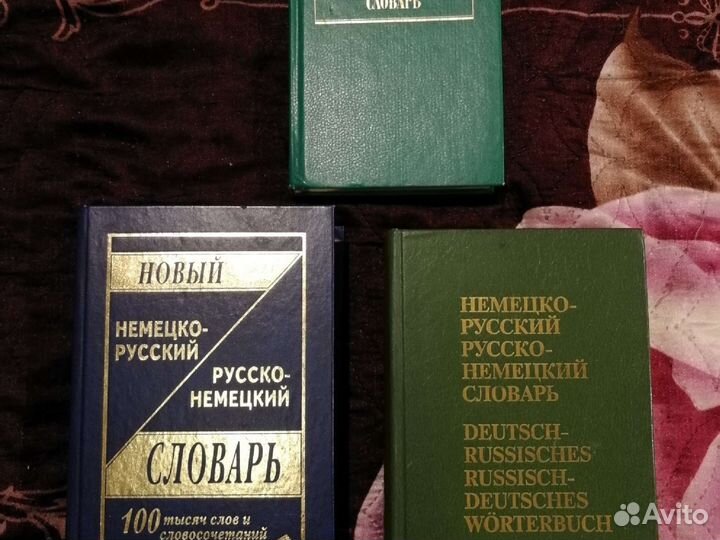 СЛОВАРЬ
НОВЫЙ
НЕМЕЦКО-
РУССКИЙ
РУССКО-
НЕМЕЦКИЙ
СЛОВАРЬ
100 тысяч слов и
словосочетаний
НЕМЕЦКО-
РУССКИЙ
РУССКО-
НЕМЕЦКИЙ
СЛОВАРЬ
DEUTSCH-
RUSSISCHES
RUSSISCH-
DEUTSCHES
WÖRTERBUCH
Avito